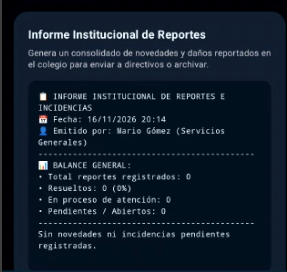 Informe Institucional de Reportes
Genera un consolidado de novedades y daños reportados en
el colegio para enviar a directivos o archivar.
📋 INFORME INSTITUCIONAL DE REPORTES E
INCIDENCIAS
📅 Fecha: 16/11/2026 20:14
👤 Emitido por: Mario Gómez (Servicios
Generales)
-------------------------------------------
📊 BALANCE GENERAL:
• Total reportes registrados: 0
• Resueltos: 0 (0%)
• En proceso de atención: 0
• Pendientes / Abiertos: 0
-------------------------------------------
Sin novedades ni incidencias pendientes
registradas.